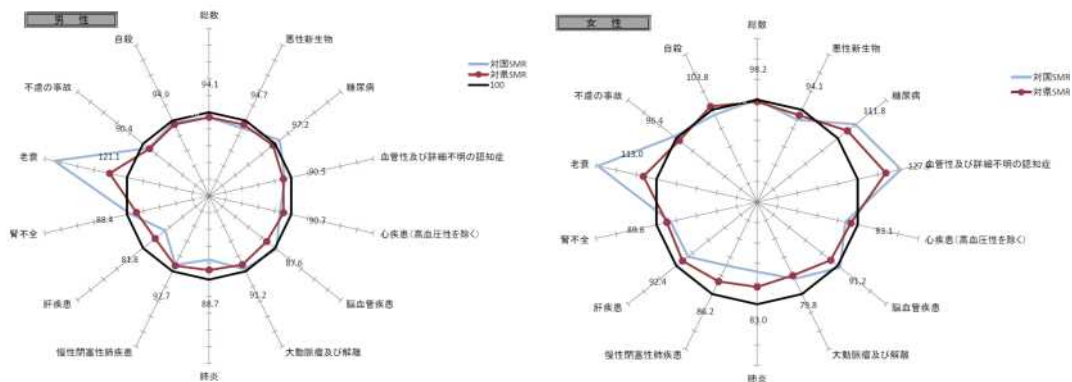 男 性
総数
悪性新生物
糖尿病
血管性及び詳細不明の認知症
心疾患(高血圧性を除く)
脳血管疾患
大動脈瘤及び解離
肺炎
慢性閉塞性肺疾患
肝疾患
腎不全
老衰
不慮の事故
自殺
94.1
94.7
97.2
90.5
90.7
87.6
91.2
88.7
92.7
81.8
88.4
121.1
90.4
94.9
対国SMR
対県SMR
100
女 性
総数
悪性新生物
糖尿病
血管性及び詳細不明の認知症
心疾患(高血圧性を除く)
脳血管疾患
大動脈瘤及び解離
肺炎
慢性閉塞性肺疾患
肝疾患
腎不全
老衰
不慮の事故
自殺
98.2
94.1
111.8
93.1
91.2
79.8
83.0
86.2
92.4
89.6
113.0
96.4
103.8
対国SMR
対県SMR
100